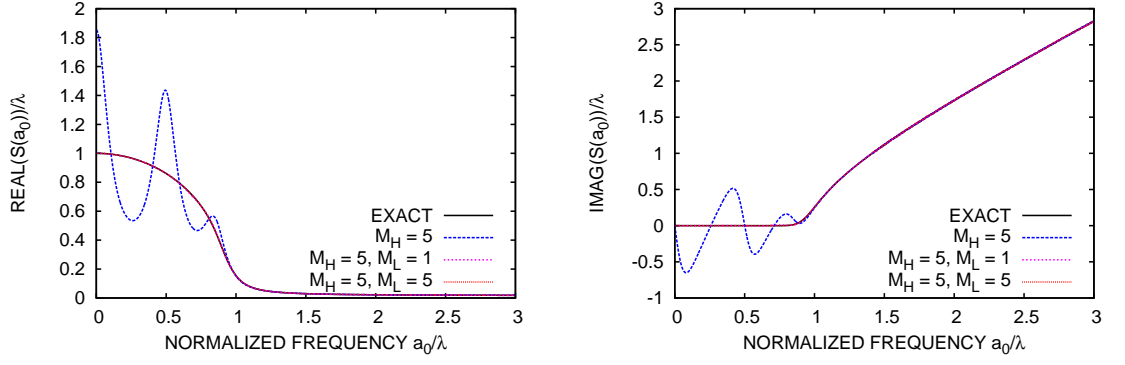 REAL(S(a0))/λ
2
1.8
1.6
1.4
1.2
1
0.8
0.6
0.4
0.2
0
EXACT
MH = 5
MH = 5, ML = 1
MH = 5, ML = 5
0 0.5 1 1.5 2 2.5 3
NORMALIZED FREQUENCY a0/λ
IMAG(S(a0))/λ
3
2.5
2
1.5
1
0.5
0
-0.5
-1
EXACT
MH = 5
MH = 5, ML = 1
MH = 5, ML = 5
0 0.5 1 1.5 2 2.5 3
NORMALIZED FREQUENCY a0/λ